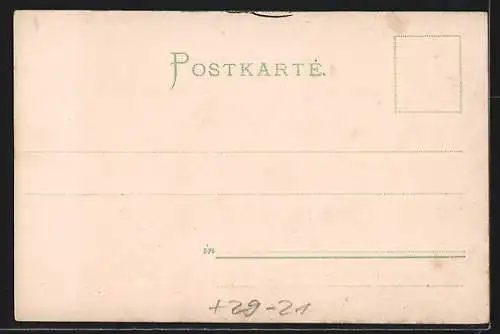 POSTKARTE.
in
+29-21